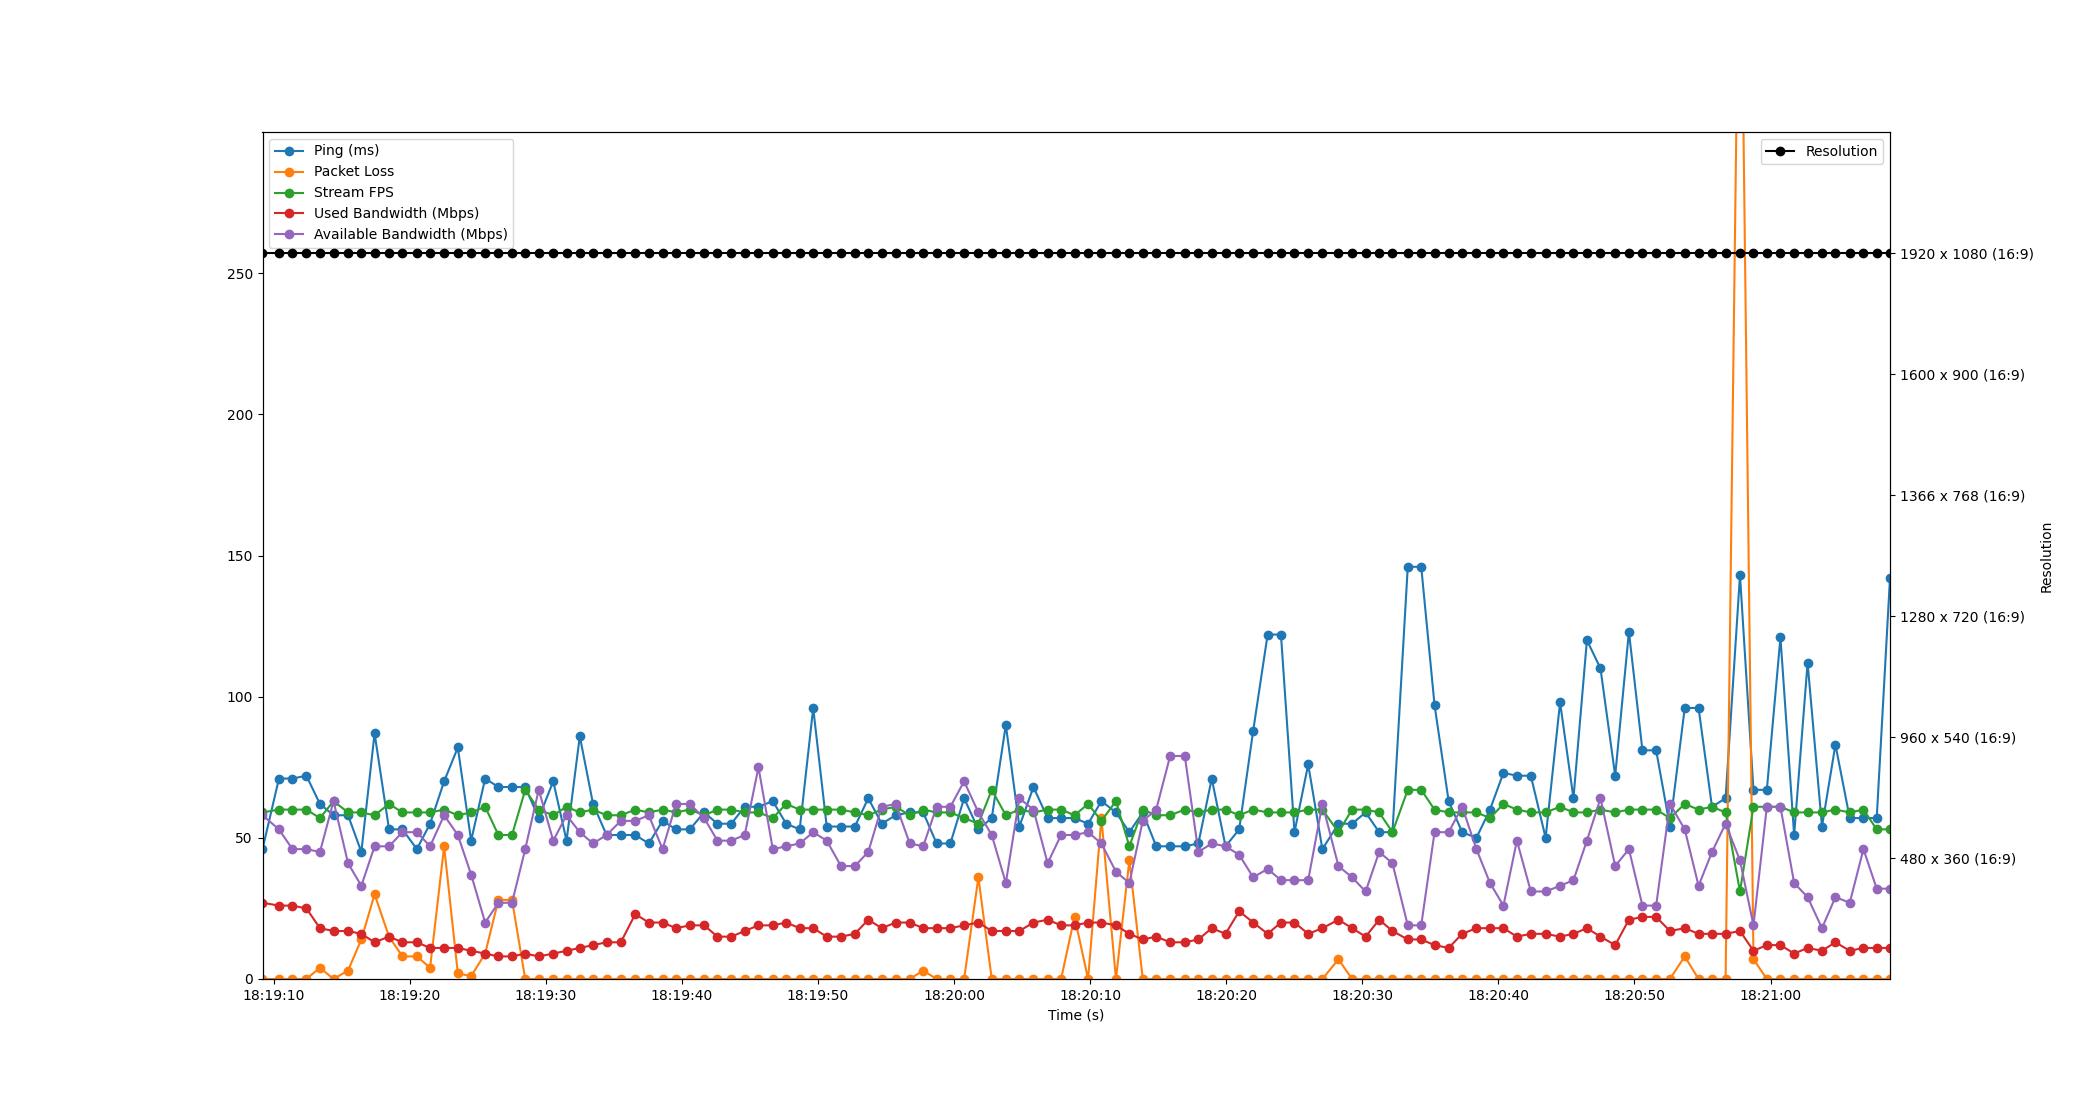 Ping (ms)
Packet Loss
Stream FPS
Used Bandwidth (Mbps)
Available Bandwidth (Mbps)
Resolution
250
200
150
100
50
0
1920 x 1080 (16:9)
1600 x 900 (16:9)
1366 x 768 (16:9)
1280 x 720 (16:9)
960 x 540 (16:9)
480 x 360 (16:9)
Resolution
18:19:10 18:19:20 18:19:30 18:19:40 18:19:50 18:20:00 18:20:10 18:20:20 18:20:30 18:20:40 18:20:50 18:21:00
Time (s)